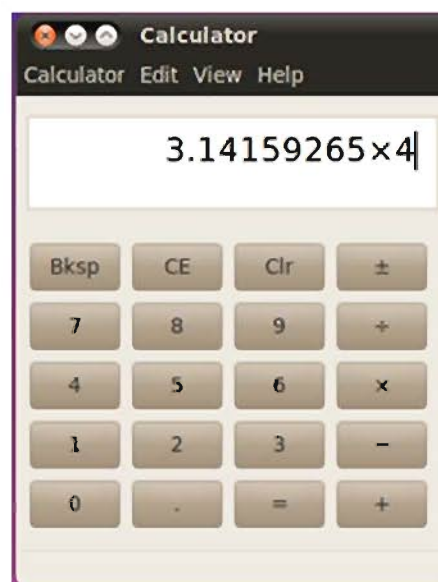 Calculator
Calculator Edit View Help
3.14159265×4
Bksp CE Clr ±
7 8 9 ÷
4 5 6 ×
1 2 3 −
0 . = +